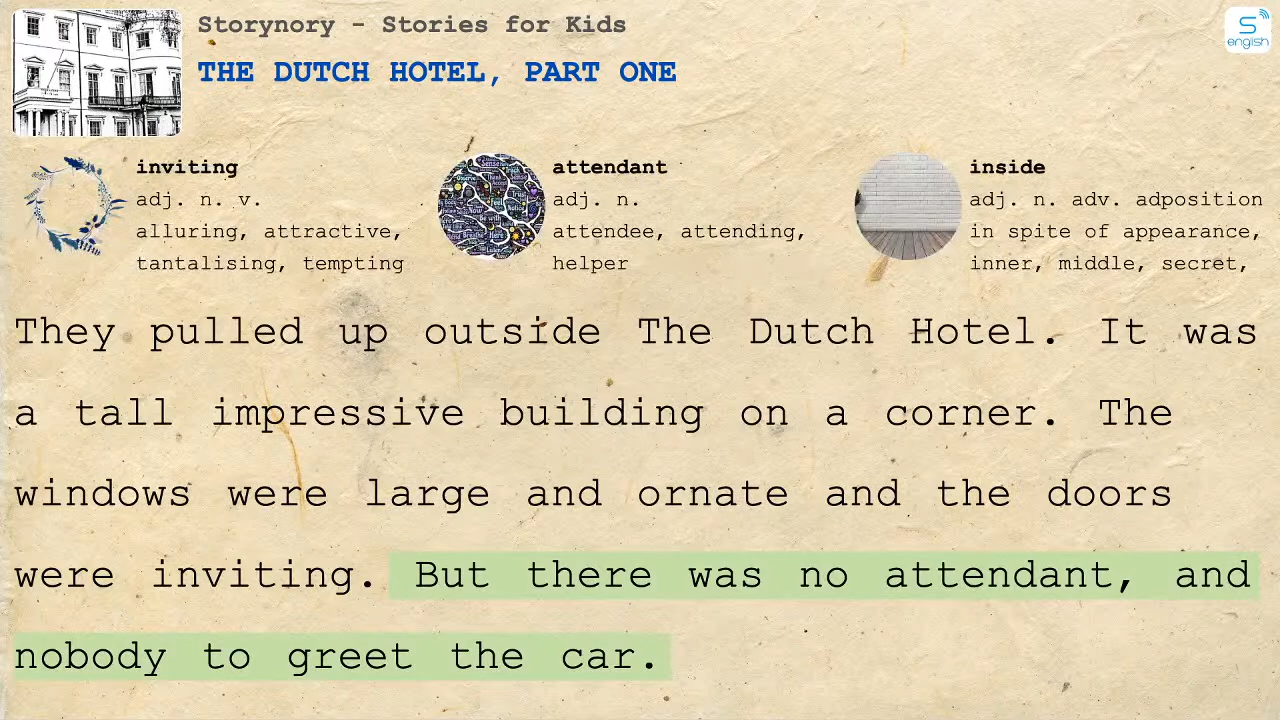 Storynory - Stories for Kids
THE DUTCH HOTEL, PART ONE
S
english
inviting
adj. n. v.
alluring, attractive,
tantalising, tempting
attendant
adj. n.
attendee, attending,
helper
inside
adj. n. adv. adposition
in spite of appearance,
inner, middle, secret,
They pulled up outside The Dutch Hotel. It was
a tall impressive building on a corner. The
windows were large and ornate and the doors
were inviting. But there was no attendant, and
nobody to greet the car.